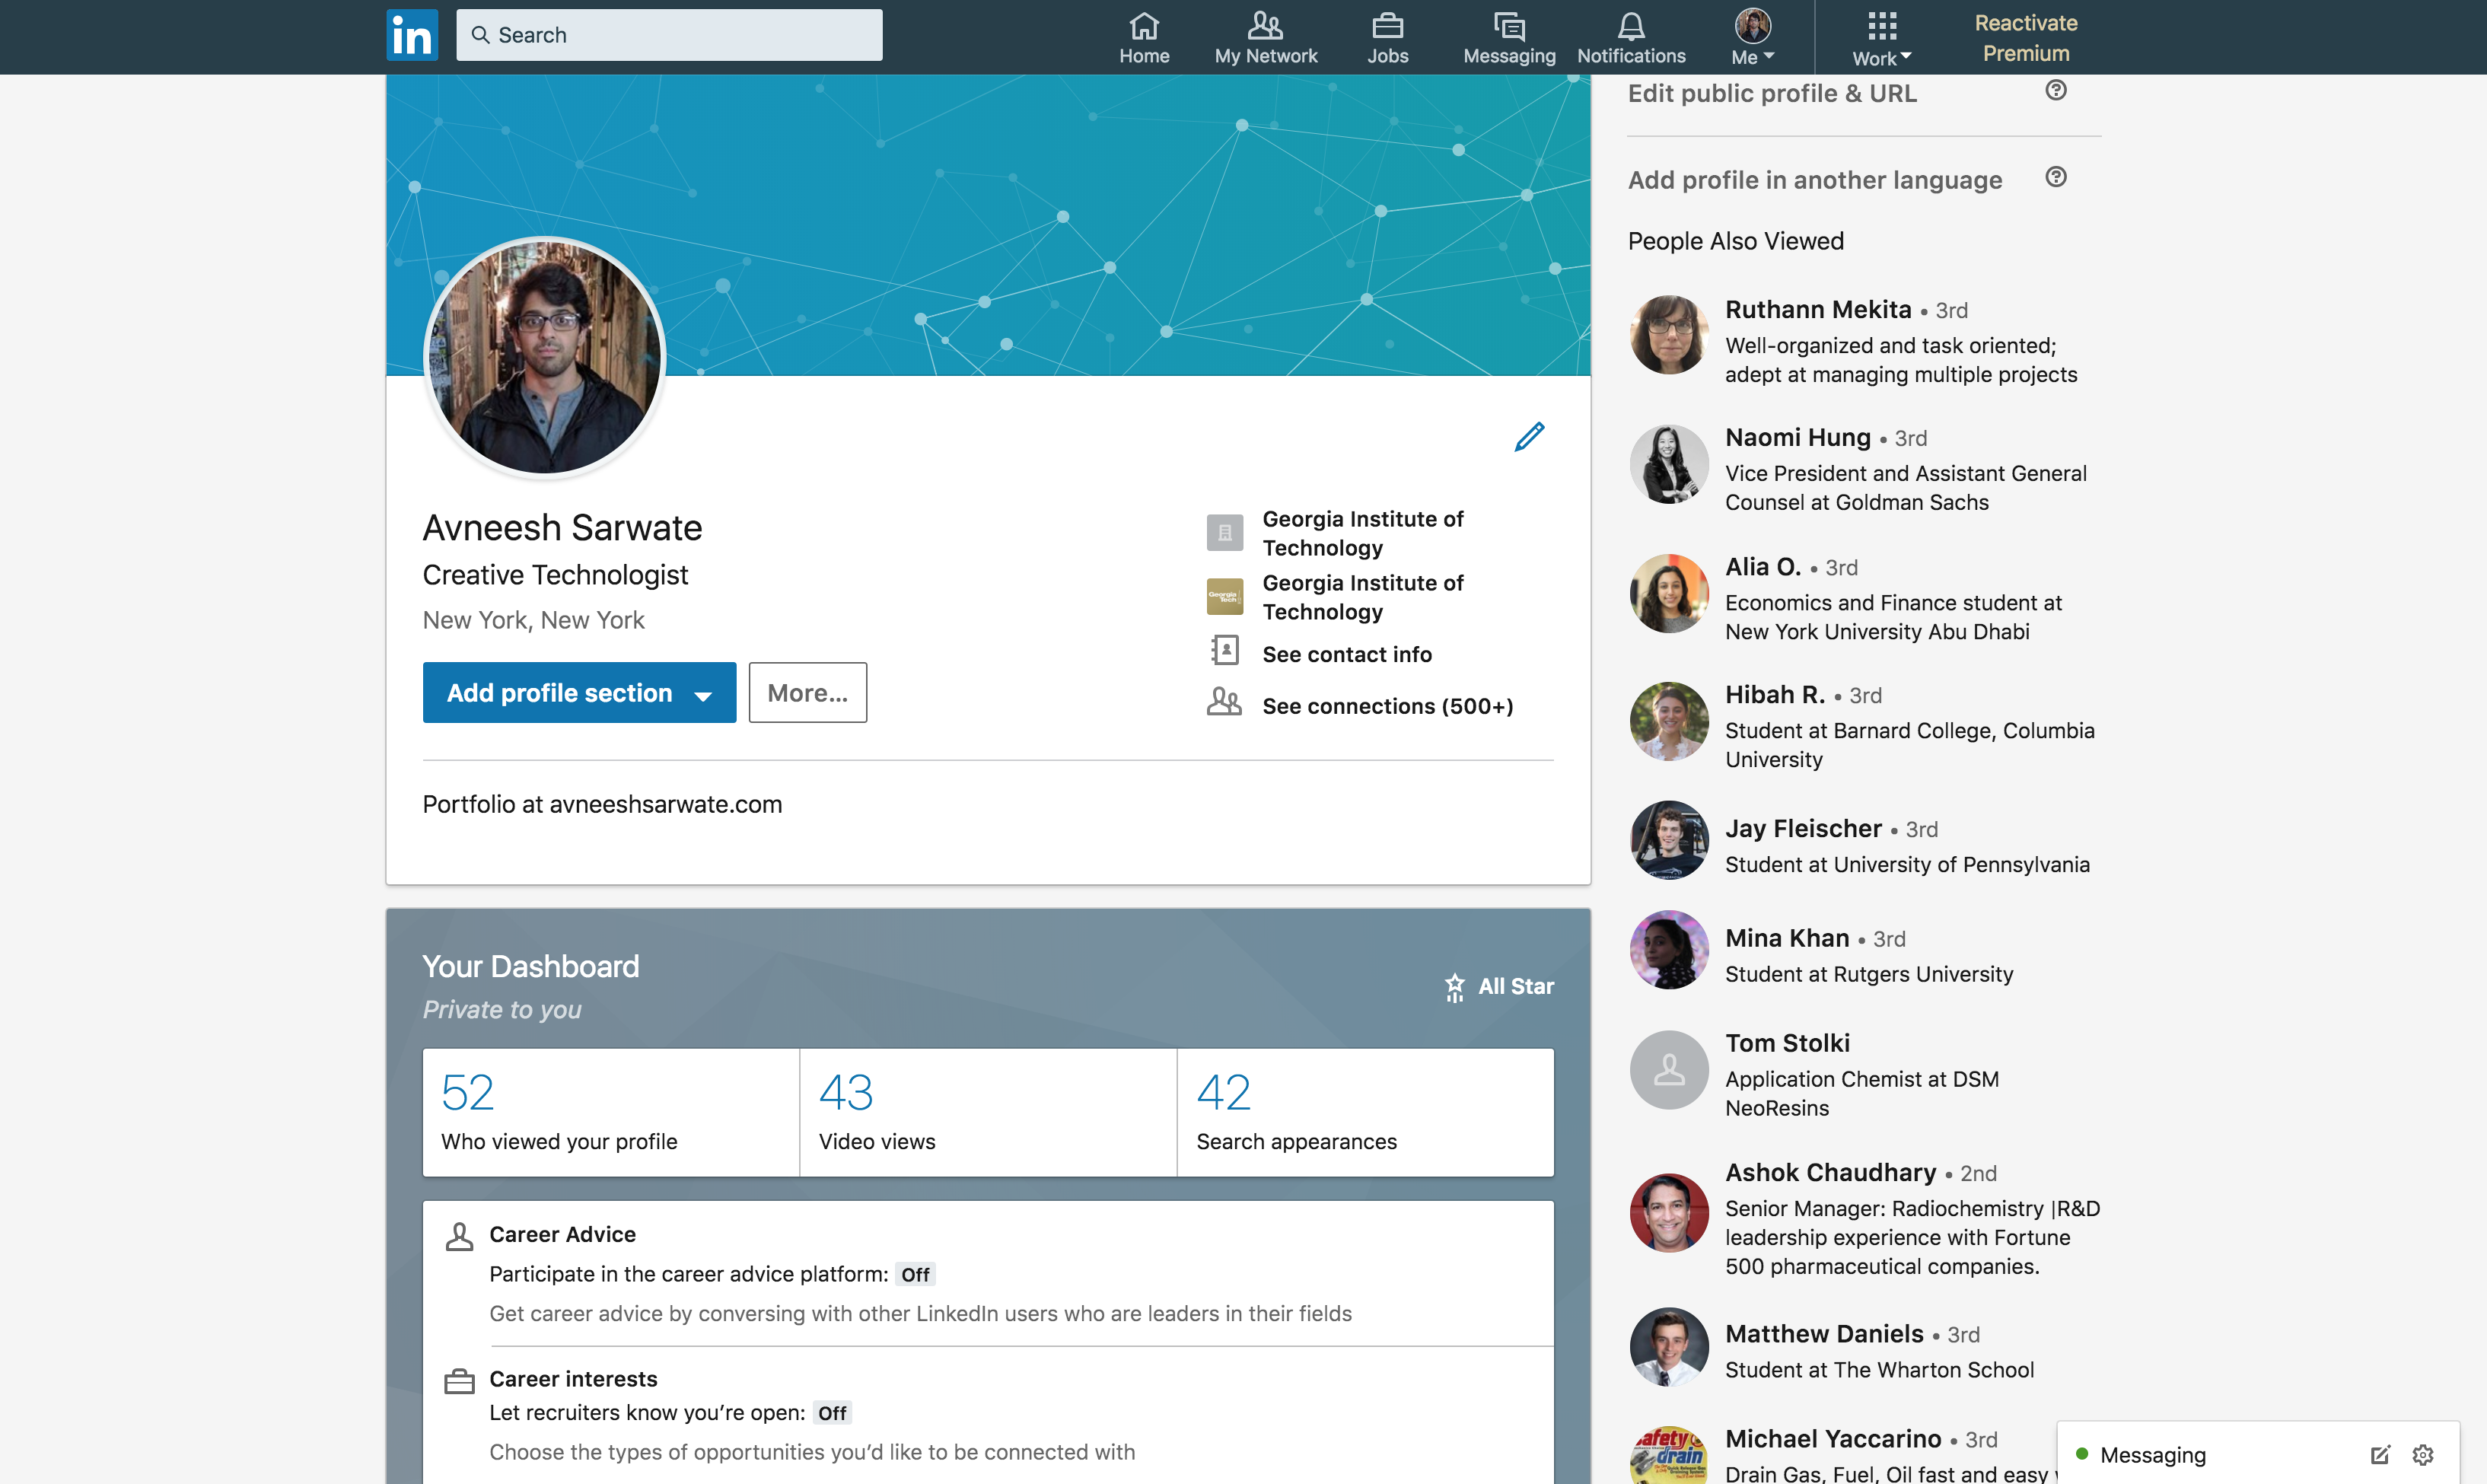 in
Search
Home
My Network
Jobs
Messaging
Notifications
Me
Work
Reactivate
Premium
Avneesh Sarwate
Creative Technologist
New York, New York
Add profile section
More...
Georgia Institute of
Technology
Georgia
Tech
Georgia Institute of
Technology
See contact info
See connections (500+)
Portfolio at avneeshsarwate.com
Your Dashboard
Private to you
All Star
52
Who viewed your profile
43
Video views
42
Search appearances
Career Advice
Participate in the career advice platform: Off
Get career advice by conversing with other LinkedIn users who are leaders in their fields
Career interests
Let recruiters know you’re open: Off
Choose the types of opportunities you’d like to be connected with
Edit public profile & URL
Add profile in another language
People Also Viewed
Ruthann Mekita • 3rd
Well-organized and task oriented;
adept at managing multiple projects
Naomi Hung • 3rd
Vice President and Assistant General
Counsel at Goldman Sachs
Alia O. • 3rd
Economics and Finance student at
New York University Abu Dhabi
Hibah R. • 3rd
Student at Barnard College, Columbia
University
Jay Fleischer • 3rd
Student at University of Pennsylvania
Mina Khan • 3rd
Student at Rutgers University
Tom Stolki
Application Chemist at DSM
NeoResins
Ashok Chaudhary • 2nd
Senior Manager: Radiochemistry |R&D
leadership experience with Fortune
500 pharmaceutical companies.
Matthew Daniels • 3rd
Student at The Wharton School
Michael Yaccarino • 3rd
Drain Gas, Fuel, Oil fast and easy
drain
Messaging